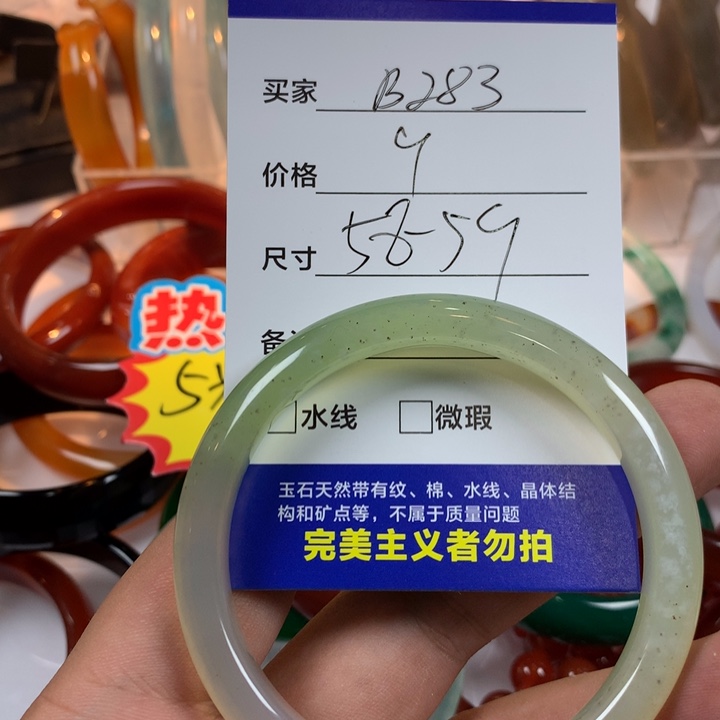 买家 B283
价格 4
尺寸 58-59
热
水线 微瑕
玉石天然带有纹、棉、水线、晶体结
构和矿点等，不属于质量问题
完美主义者勿拍